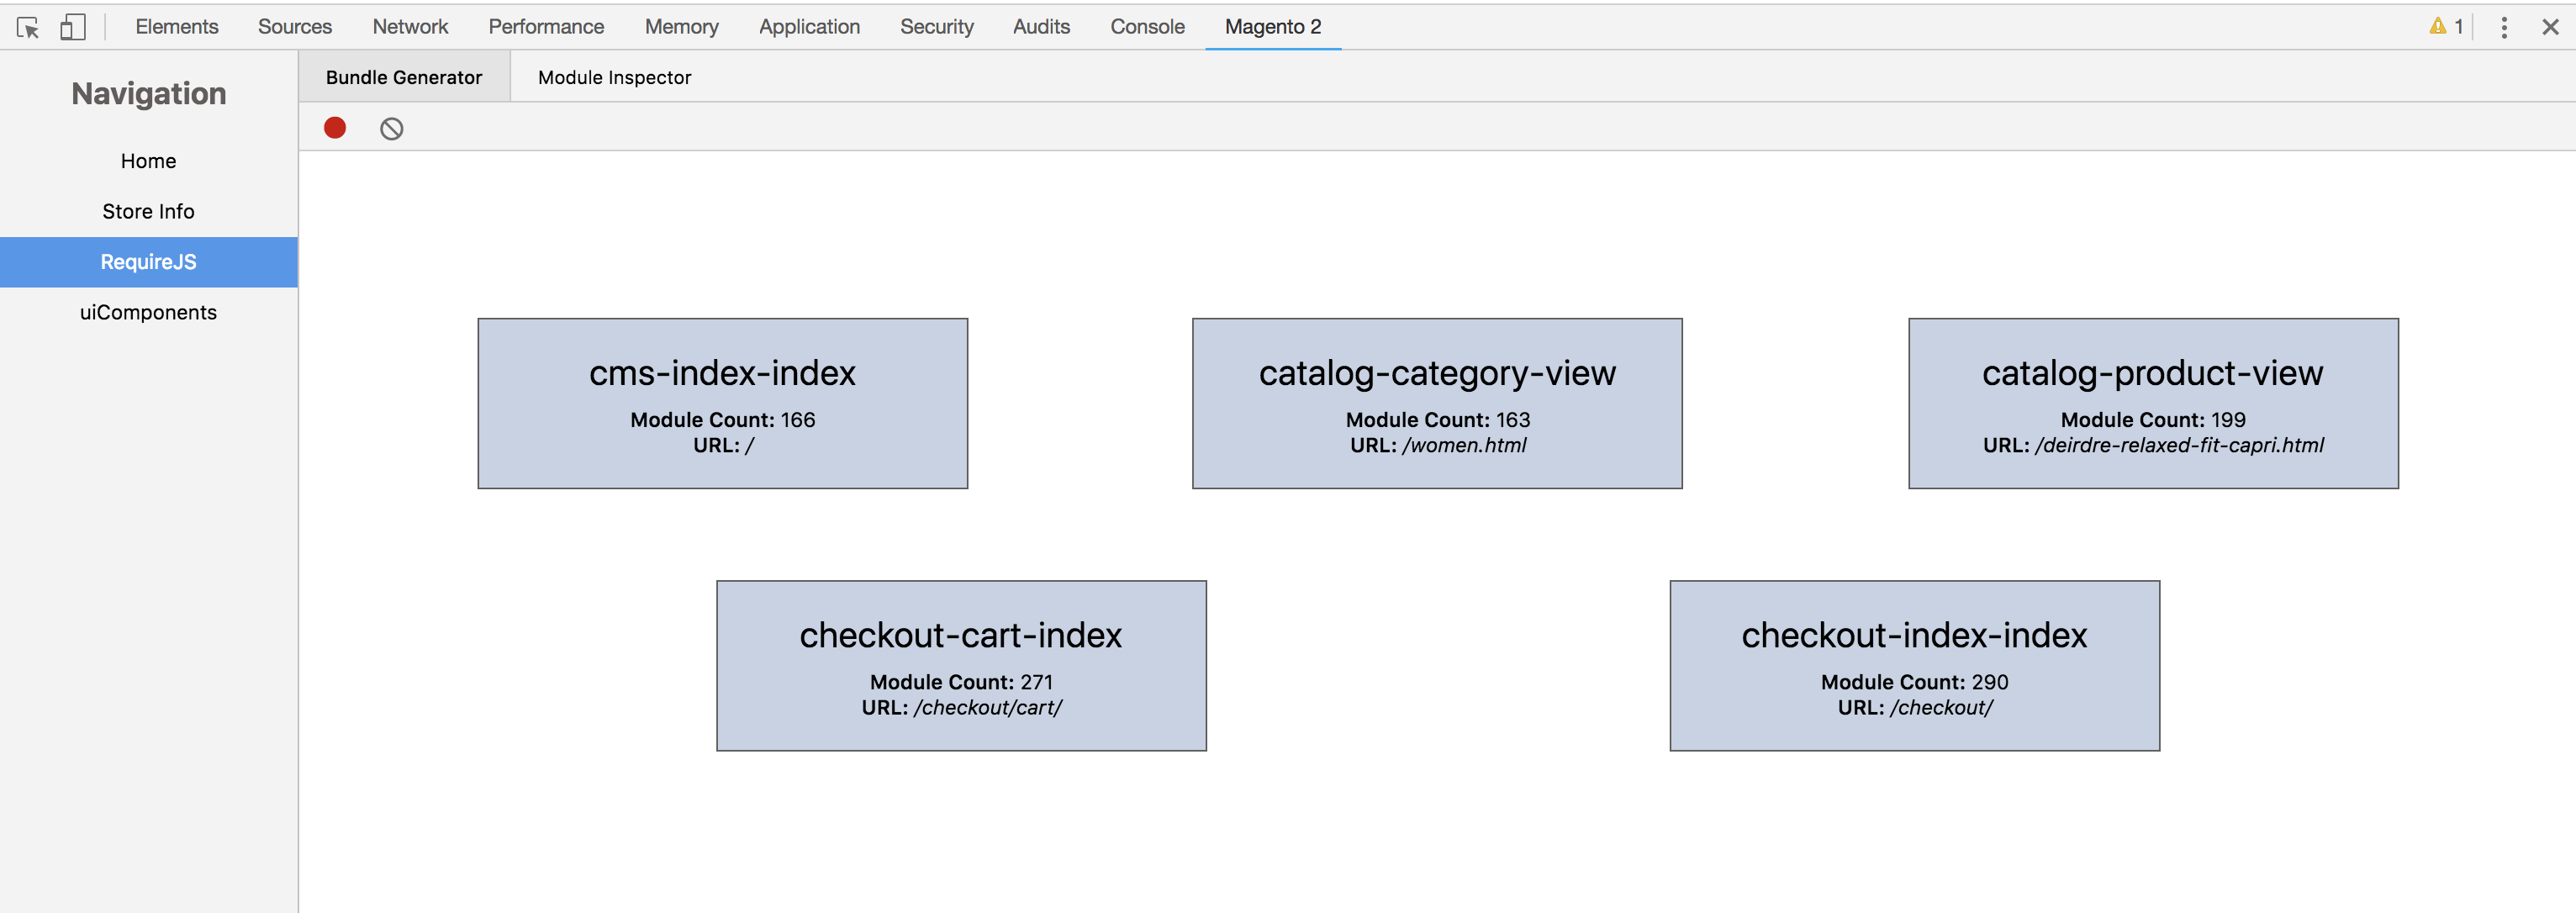 Elements Sources Network Performance Memory Application Security Audits Console Magento 2 1
Navigation
Home
Store Info
RequireJS
uiComponents
Bundle Generator Module Inspector
cms-index-index
Module Count: 166
URL: /
catalog-category-view
Module Count: 163
URL: /women.html
catalog-product-view
Module Count: 199
URL: /deirdre-relaxed-fit-capri.html
checkout-cart-index
Module Count: 271
URL: /checkout/cart/
checkout-index-index
Module Count: 290
URL: /checkout/